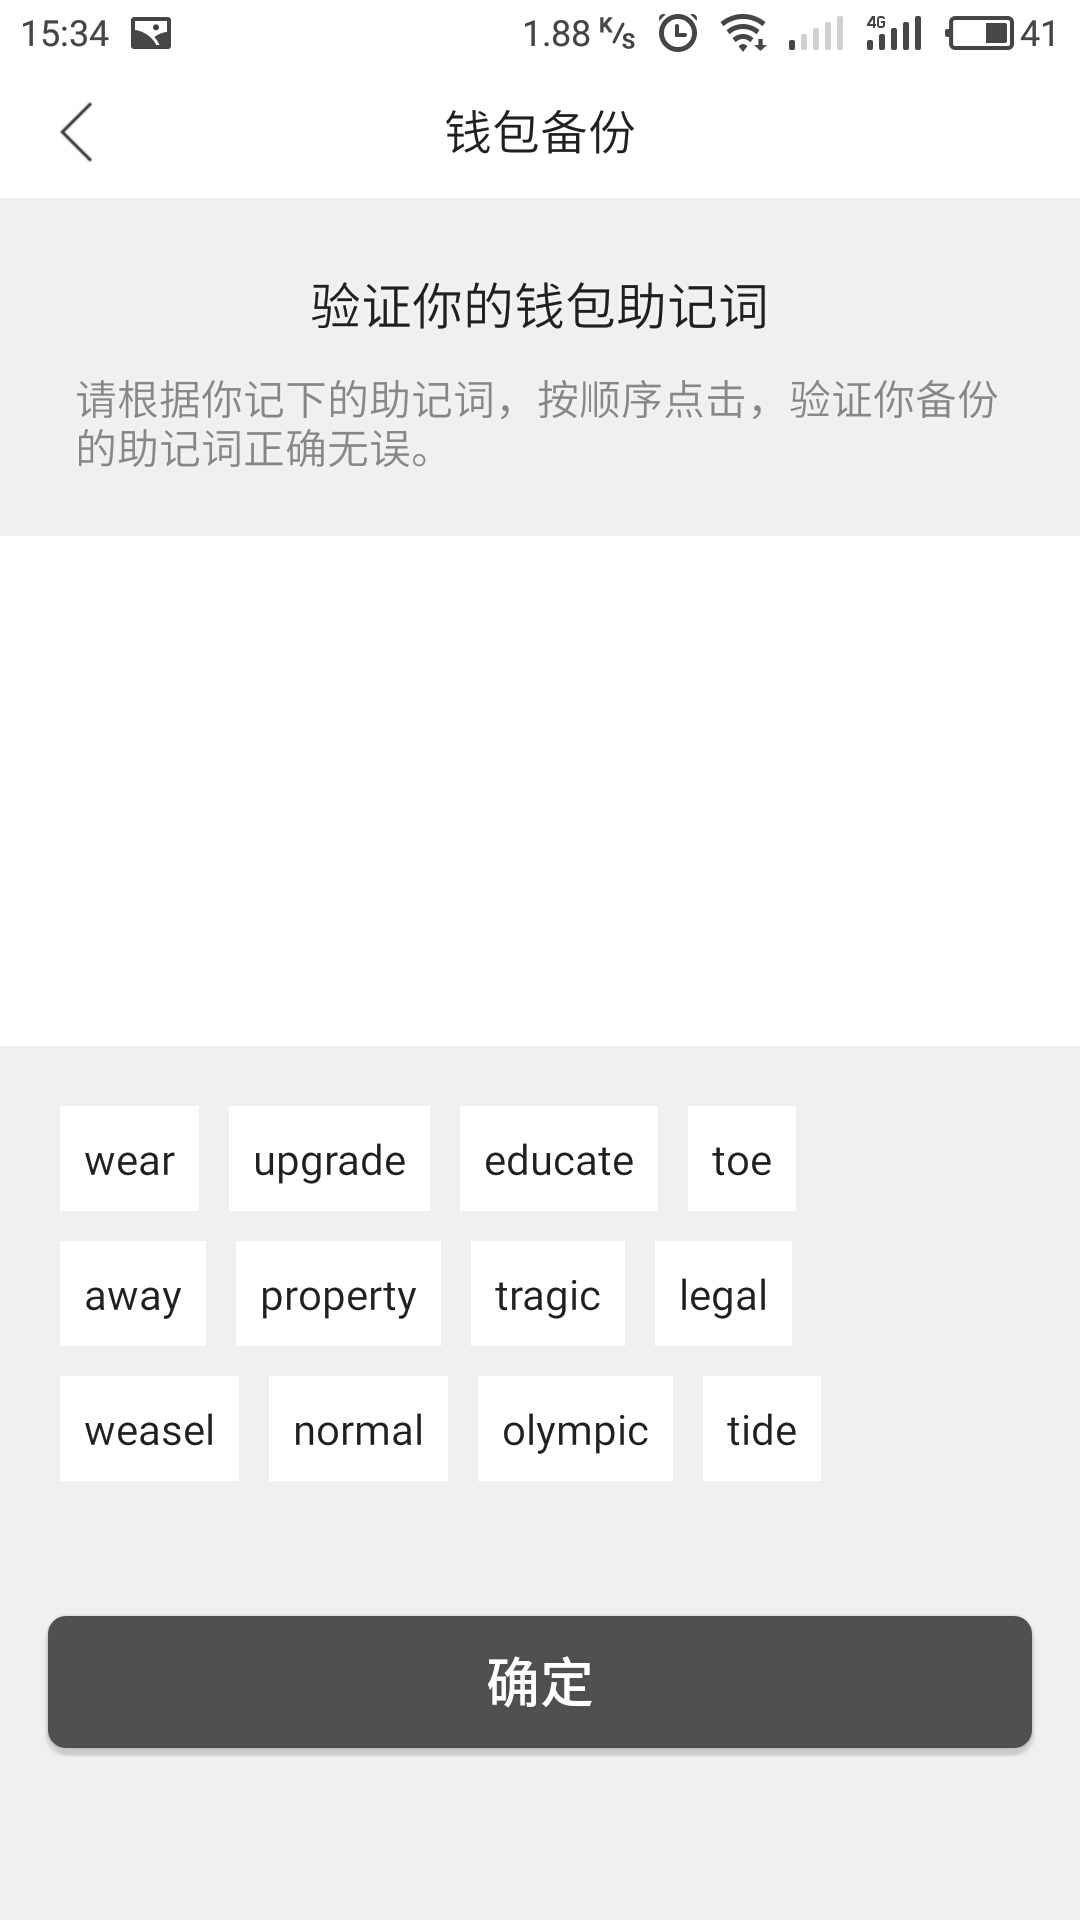 15:34 1.88 K/s 4G 41
钱包备份
验证你的钱包助记词
请根据你记下的助记词，按顺序点击，验证你备份
的助记词正确无误。
wear upgrade educate toe
away property tragic legal
weasel normal olympic tide
确定